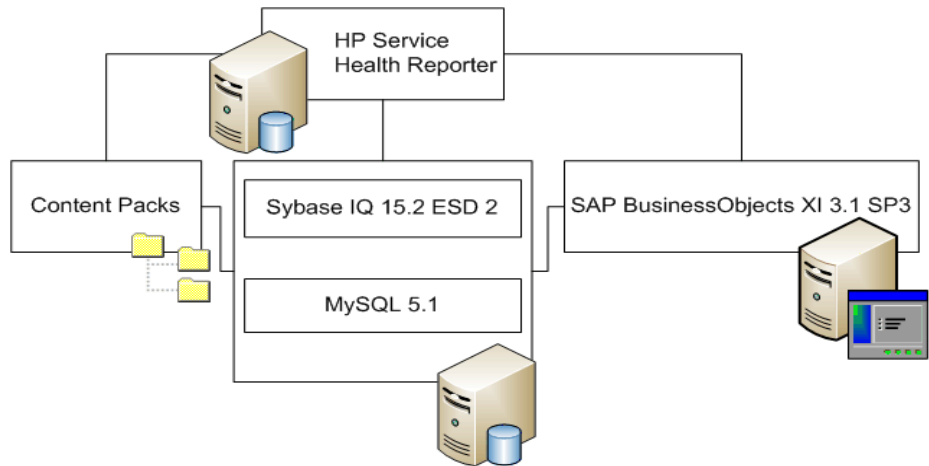 HP Service
Health Reporter
Content Packs
Sybase IQ 15.2 ESD 2
SAP BusinessObjects XI 3.1 SP3
MySQL 5.1